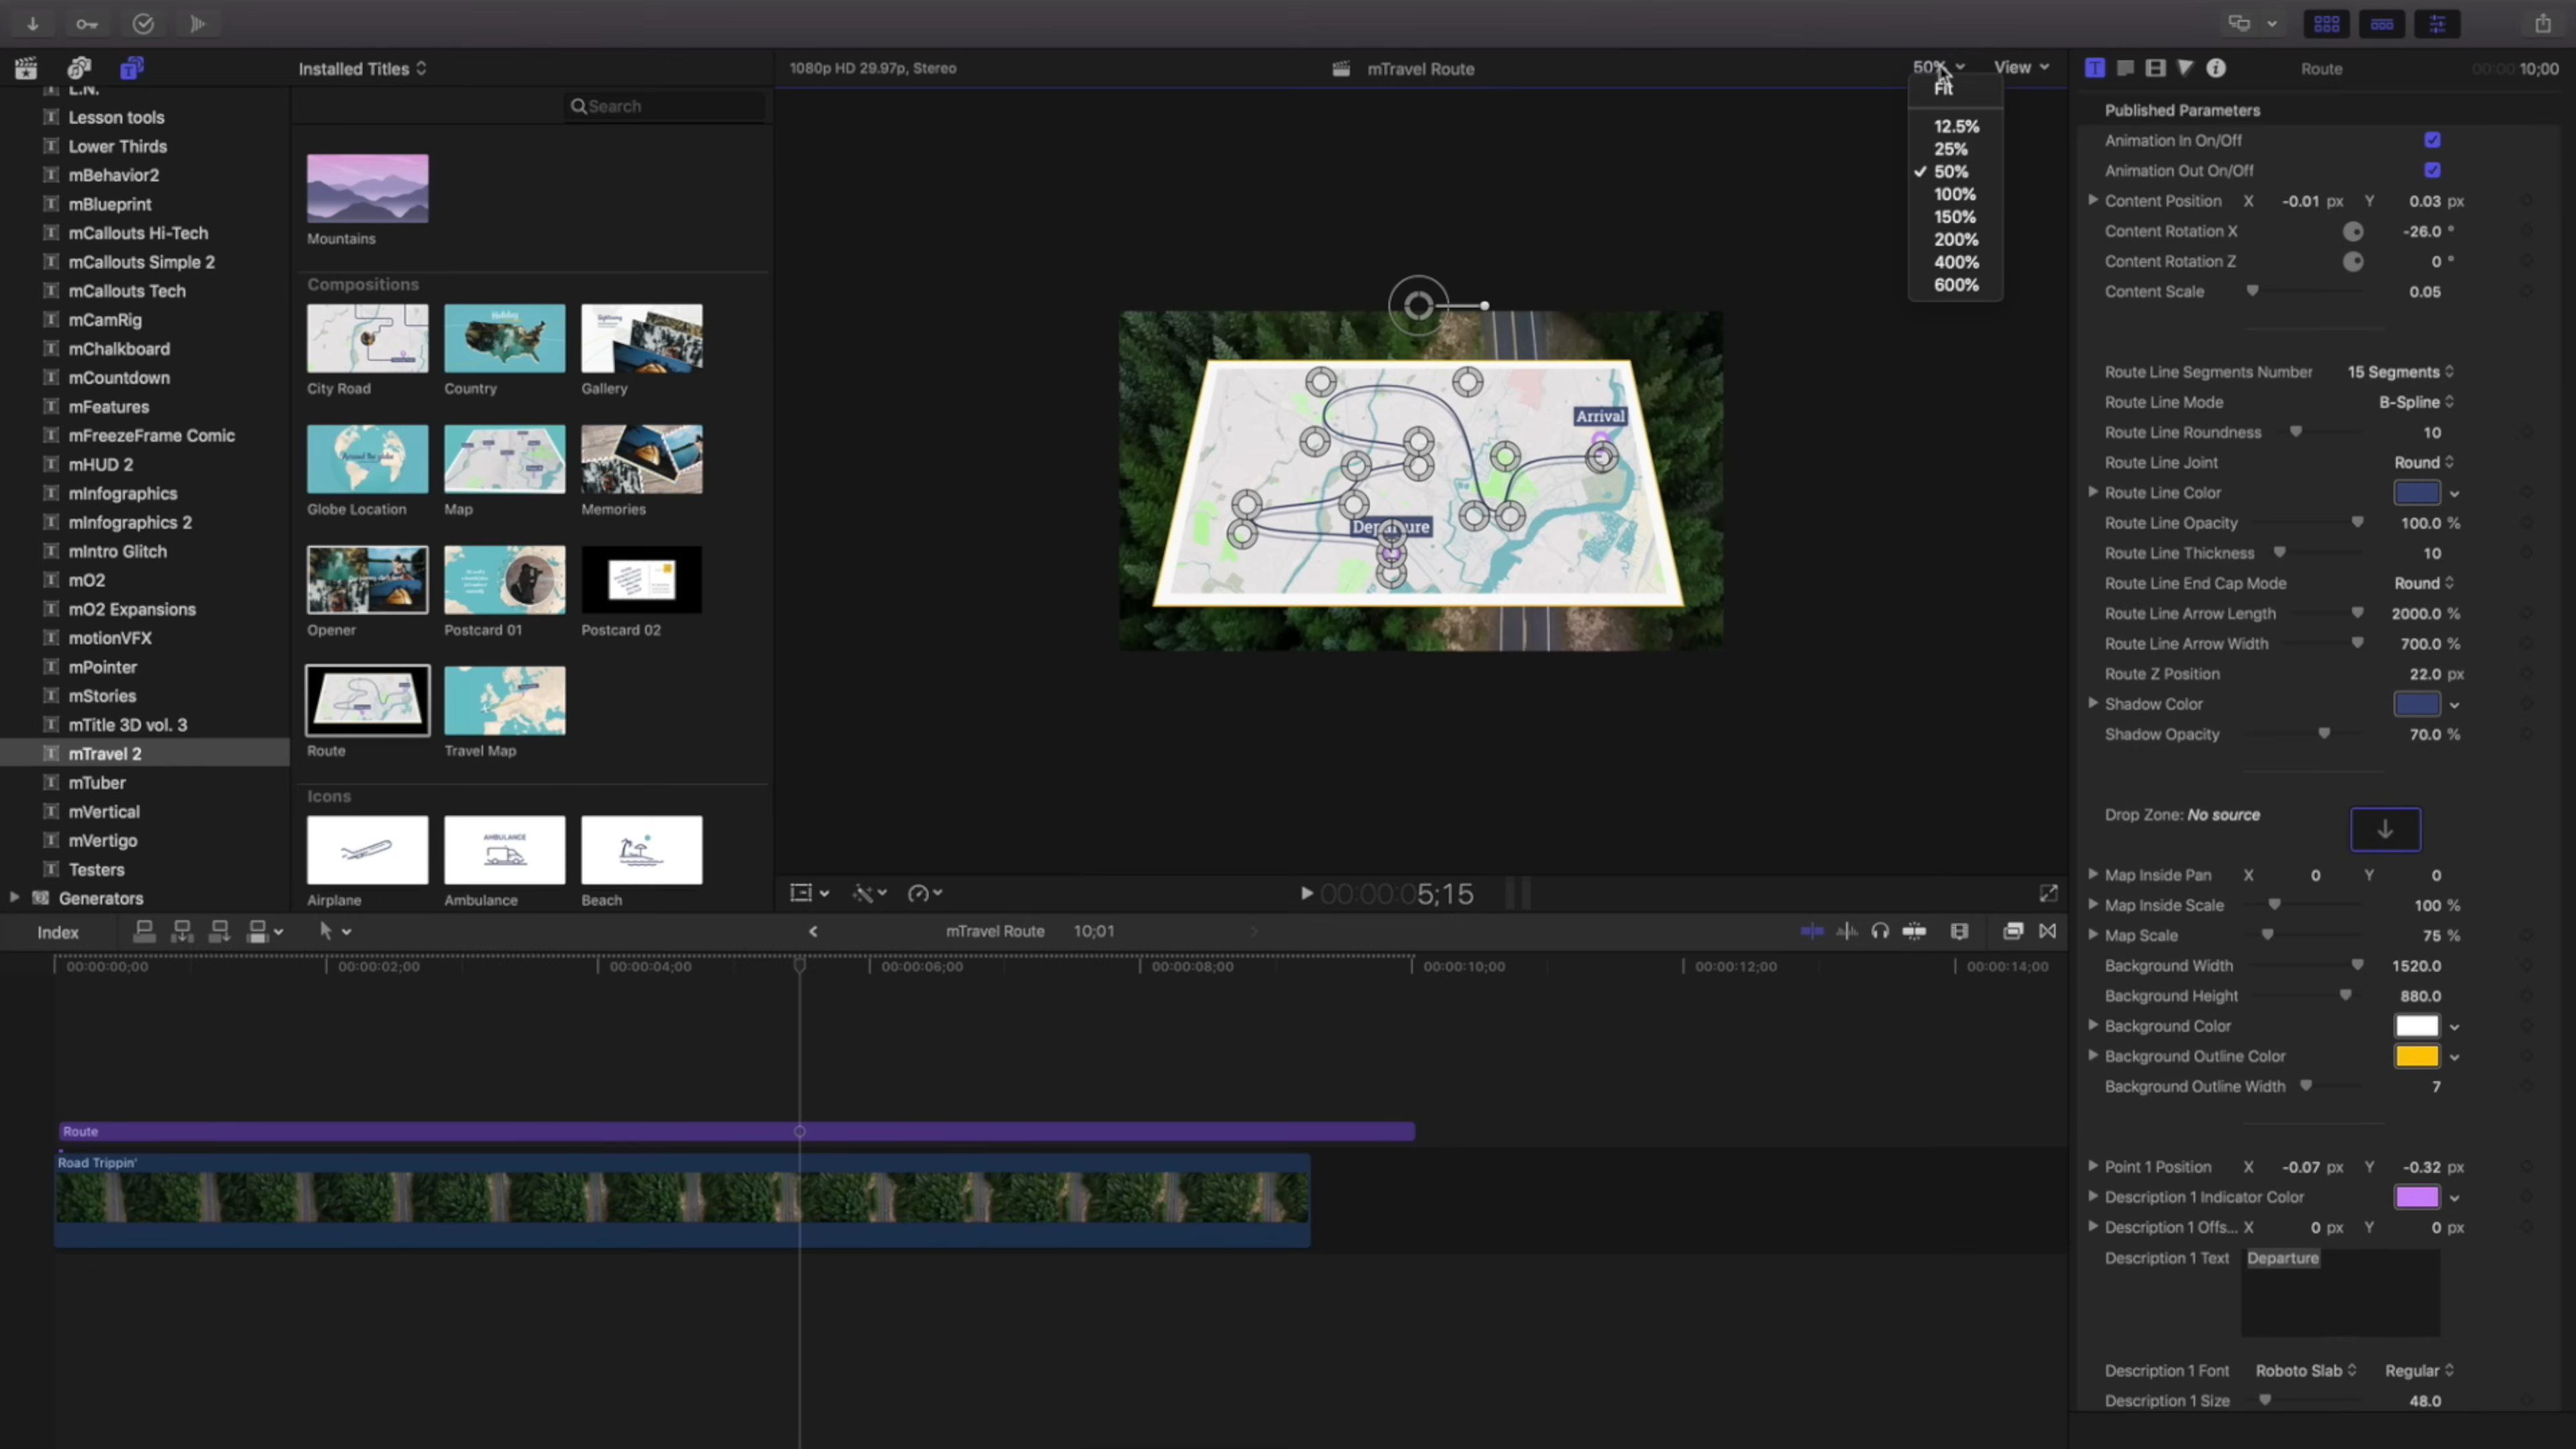 Installed Titles
1080p HD 29.97p, Stereo
mTravel Route
50%
View
Route
00:00:10;00
L.N.
Lesson tools
Lower Thirds
mBehavior2
mBlueprint
mCallouts Hi-Tech
mCallouts Simple 2
mCallouts Tech
mCamRig
mChalkboard
mCountdown
mFeatures
mFreezeFrame Comic
mHUD 2
mInfographics
mInfographics 2
mIntro Glitch
mO2
mO2 Expansions
motionVFX
mPointer
mStories
mTitle 3D vol. 3
mTravel 2
mTuber
mVertical
mVertigo
Testers
Generators
Search
Mountains
Compositions
City Road
Country
Gallery
Globe Location
Map
Memories
Opener
Postcard 01
Postcard 02
Route
Travel Map
Icons
AMBULANCE
Airplane
Ambulance
Beach
Fit
12.5%
25%
50%
100%
150%
200%
400%
600%
Arrival
Departure
00:00:05;15
Published Parameters
Animation In On/Off
Animation Out On/Off
Content Position X -0.01 px Y 0.03 px
Content Rotation X -26.0 °
Content Rotation Z 0 °
Content Scale 0.05
Route Line Segments Number 15 Segments
Route Line Mode B-Spline
Route Line Roundness 10
Route Line Joint Round
Route Line Color
Route Line Opacity 100.0 %
Route Line Thickness 10
Route Line End Cap Mode Round
Route Line Arrow Length 2000.0 %
Route Line Arrow Width 700.0 %
Route Z Position 22.0 px
Shadow Color
Shadow Opacity 70.0 %
Drop Zone: No source
Map Inside Pan X 0 Y 0
Map Inside Scale 100 %
Map Scale 75 %
Background Width 1520.0
Background Height 880.0
Background Color
Background Outline Color
Background Outline Width 7
Point 1 Position X -0.07 px Y -0.32 px
Description 1 Indicator Color
Description 1 Offs... X 0 px Y 0 px
Description 1 Text Departure
Description 1 Font Roboto Slab Regular
Description 1 Size 48.0
Index
mTravel Route 10;01
00:00:00;00 00:00:02;00 00:00:04;00 00:00:06;00 00:00:08;00 00:00:10;00 00:00:12;00 00:00:14;00
Route
Road Trippin'